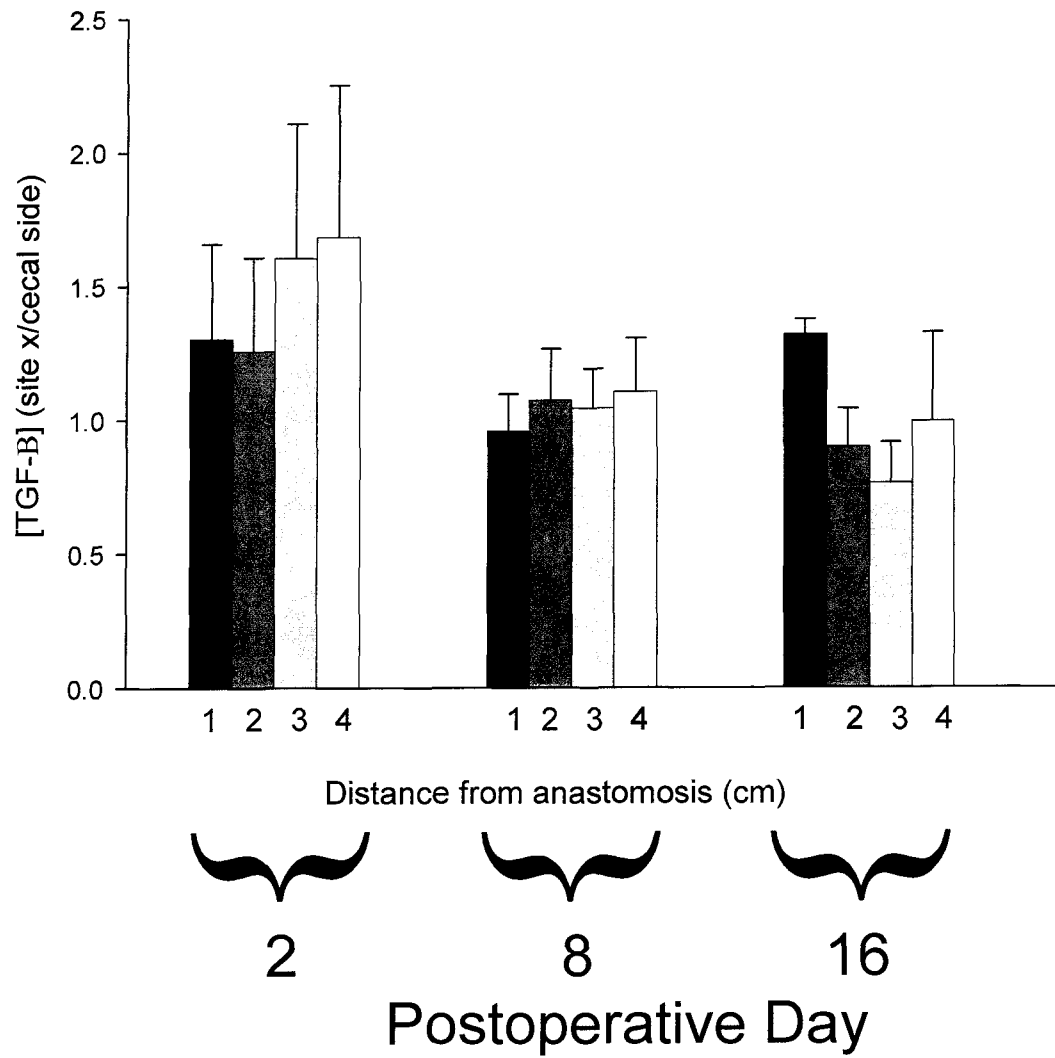 [TGF-B] (site x/cecal side)
2.5
2.0
1.5
1.0
0.5
0.0
1 2 3 4 1 2 3 4 1 2 3 4
Distance from anastomosis (cm)
2 8 16
Postoperative Day